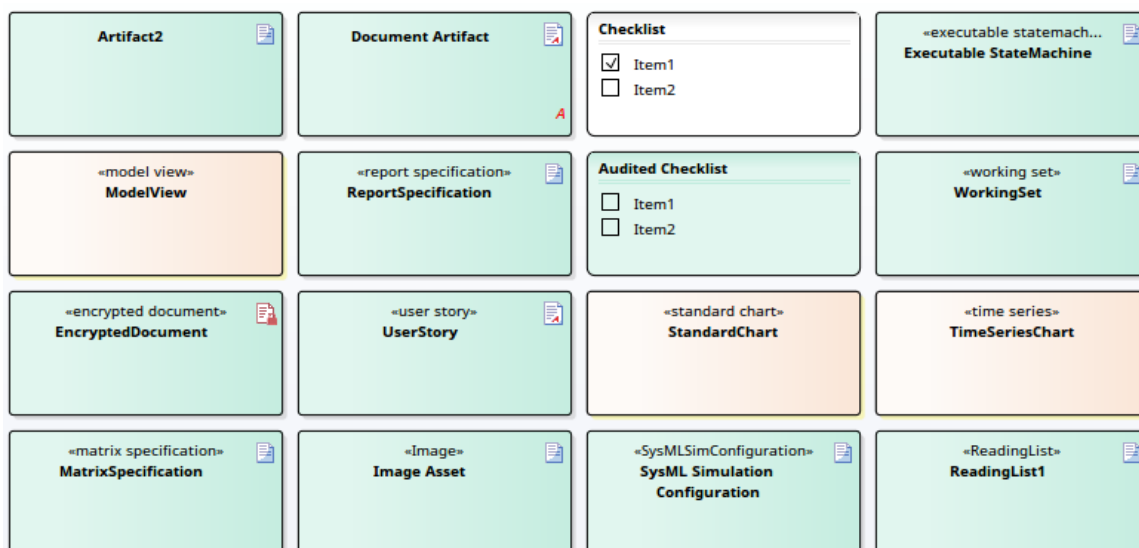 Artifact2
Document Artifact
A
Checklist
Item1
Item2
«executable statemach...
Executable StateMachine
«model view»
ModelView
«report specification»
ReportSpecification
Audited Checklist
Item1
Item2
«working set»
WorkingSet
«encrypted document»
EncryptedDocument
«user story»
UserStory
«standard chart»
StandardChart
«time series»
TimeSeriesChart
«matrix specification»
MatrixSpecification
«Image»
Image Asset
«SysMLSimConfiguration»
SysML Simulation
Configuration
«ReadingList»
ReadingList1